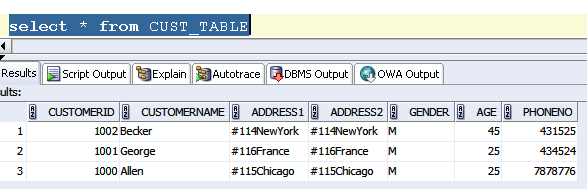 select * from CUST_TABLE
Results Script Output Explain Autotrace DBMS Output OWA Output
ults:
CUSTOMERID CUSTOMERNAME ADDRESS1 ADDRESS2 GENDER AGE PHONENO
1 1002 Becker #114NewYork #114NewYork M 45 431525
2 1001 George #116France #116France M 25 434524
3 1000 Allen #115Chicago #115Chicago M 25 7878776